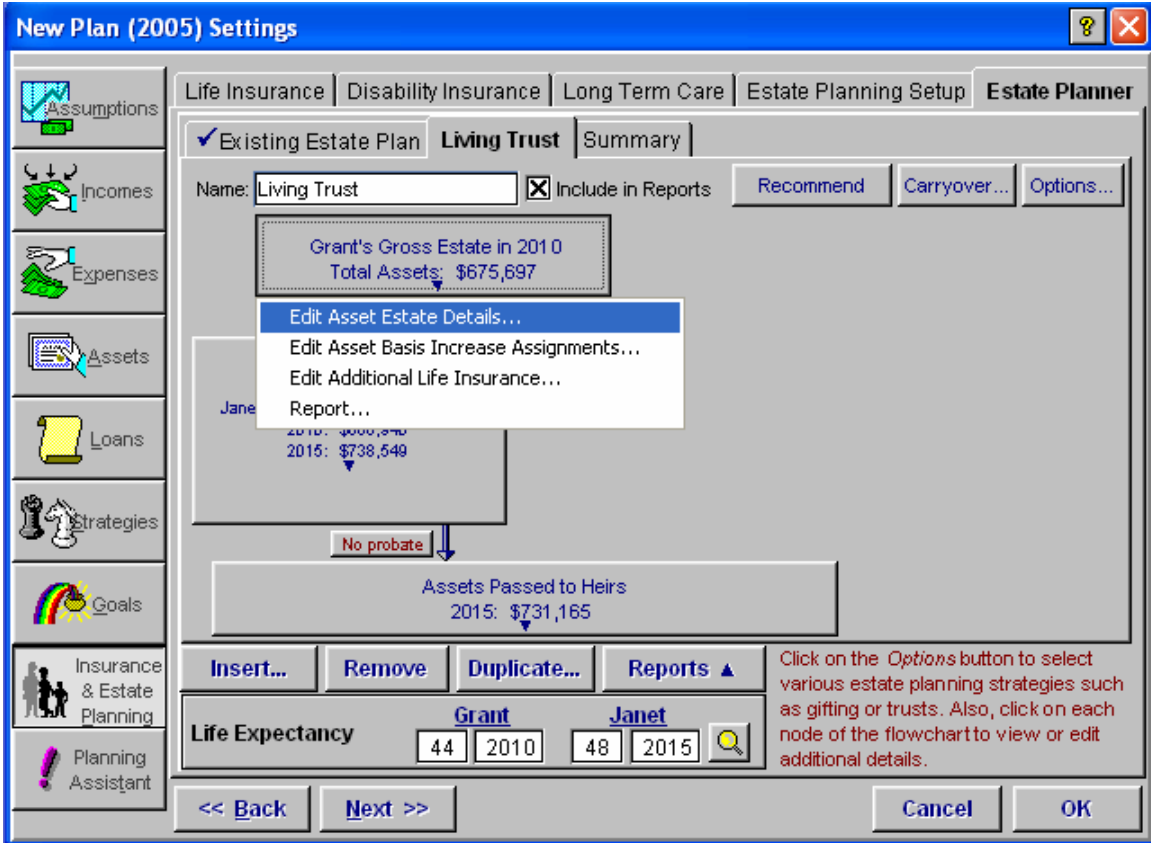 New Plan (2005) Settings
?
Assumptions
Incomes
Expenses
Assets
Loans
Strategies
Goals
Insurance
& Estate
Planning
Planning
Assistant
Life Insurance
Disability Insurance
Long Term Care
Estate Planning Setup
Estate Planner
Existing Estate Plan
Living Trust
Summary
Name: Living Trust
Include in Reports
Recommend
Carryover...
Options...
Grant's Gross Estate in 2010
Total Assets: $675,697
Edit Asset Estate Details...
Edit Asset Basis Increase Assignments...
Edit Additional Life Insurance...
Report...
Jane
2015: $738,549
No probate
Assets Passed to Heirs
2015: $731,165
Insert...
Remove
Duplicate...
Reports ▲
Life Expectancy
Grant
Janet
44 2010
48 2015
Click on the Options button to select
various estate planning strategies such
as gifting or trusts. Also, click on each
node of the flowchart to view or edit
additional details.
<< Back
Next >>
Cancel
OK